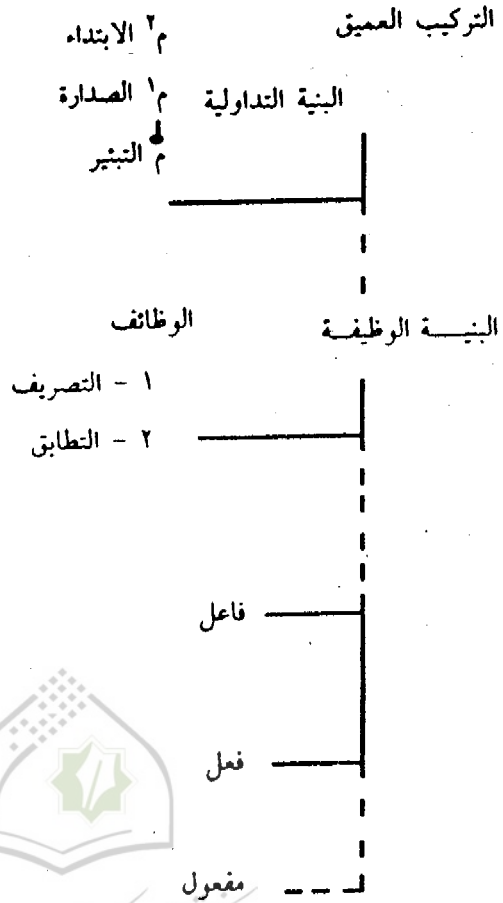 التركيب العميق
م٢ الابتداء
البنية التداولية م١ الصدارة
م التبئير
البنيـــة الوظيفـــة الوظائف
١ - التصريف
٢ - التطابق
فاعل
فعل
مفعول